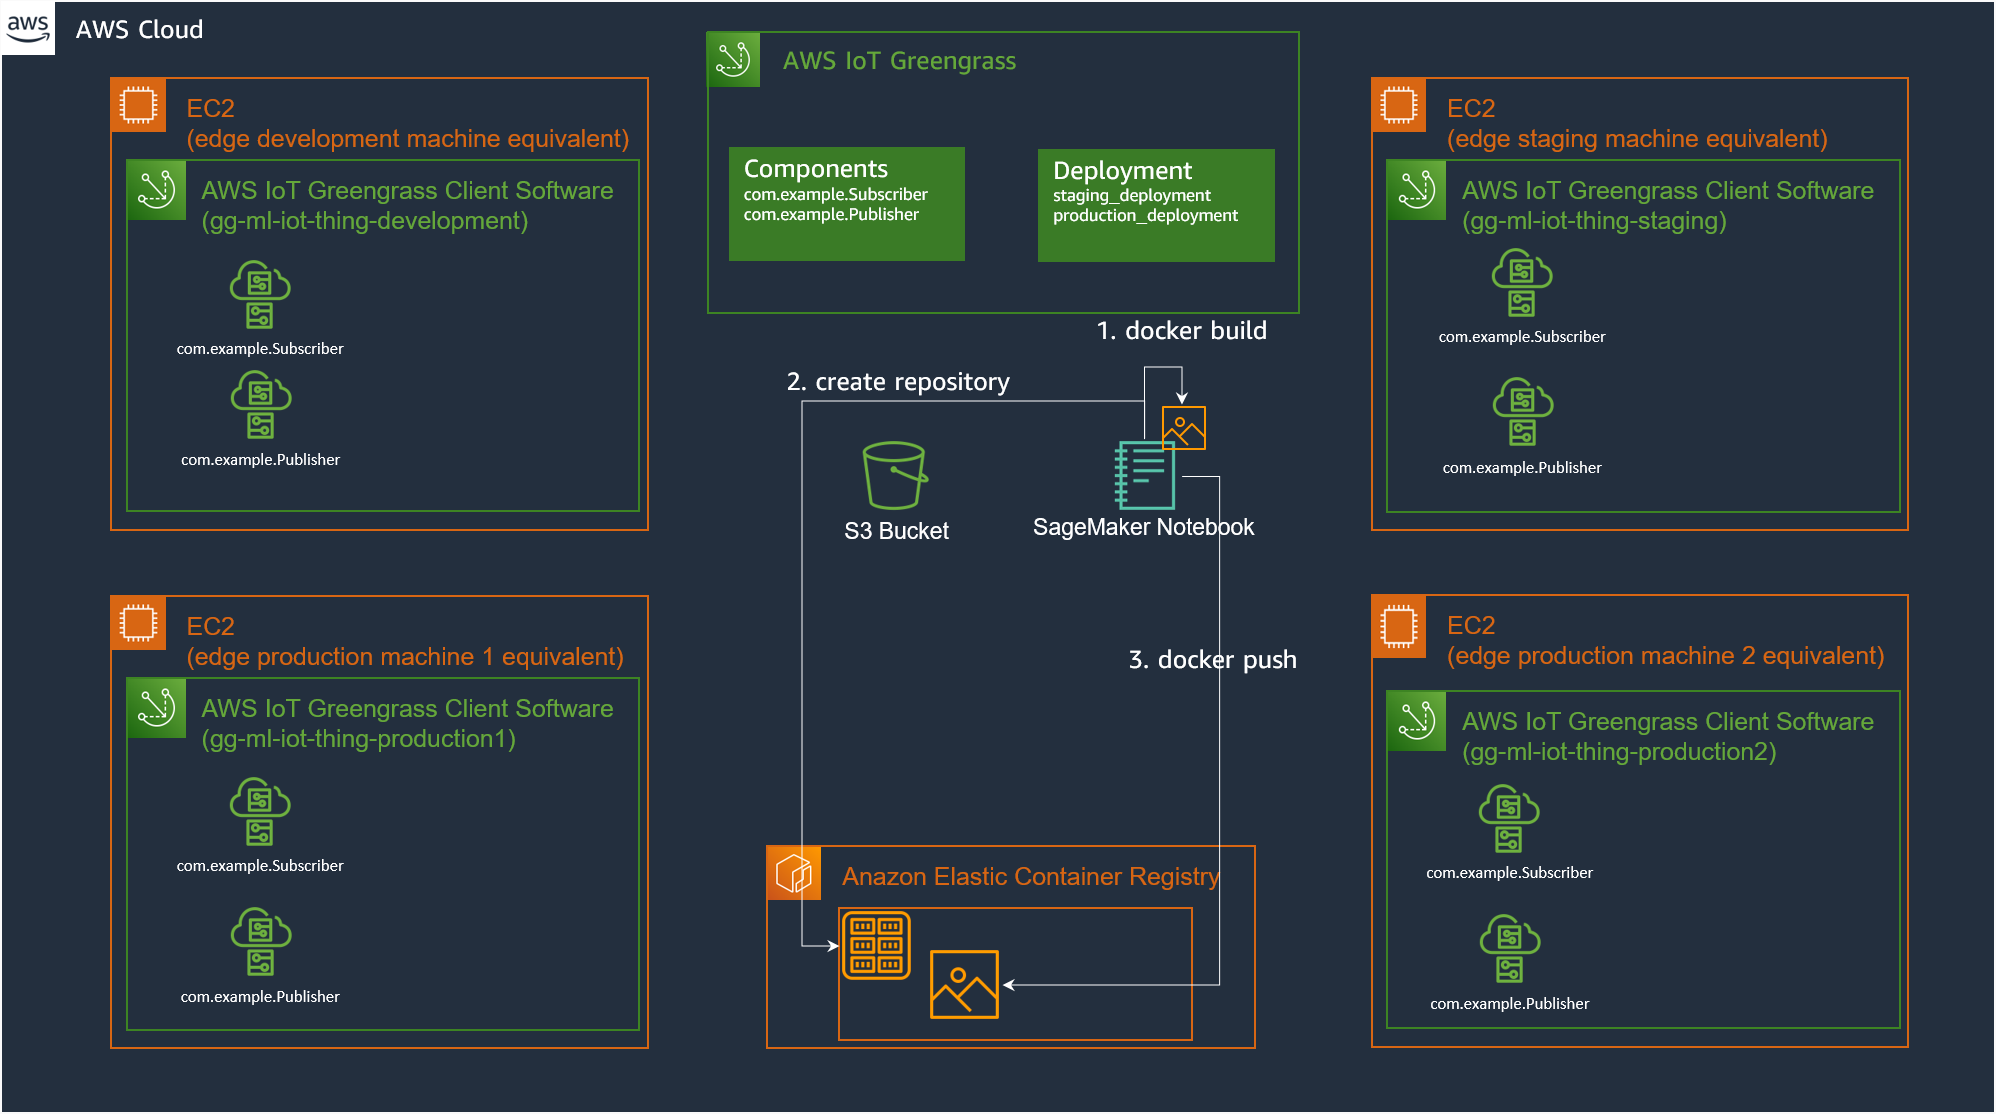 aws
AWS Cloud
AWS IoT Greengrass
Components
com.example.Subscriber
com.example.Publisher
Deployment
staging_deployment
production_deployment
EC2
(edge development machine equivalent)
AWS IoT Greengrass Client Software
(gg-ml-iot-thing-development)
com.example.Subscriber
com.example.Publisher
EC2
(edge staging machine equivalent)
AWS IoT Greengrass Client Software
(gg-ml-iot-thing-staging)
com.example.Subscriber
com.example.Publisher
1. docker build
2. create repository
S3 Bucket
SageMaker Notebook
3. docker push
EC2
(edge production machine 1 equivalent)
AWS IoT Greengrass Client Software
(gg-ml-iot-thing-production1)
com.example.Subscriber
com.example.Publisher
Anazon Elastic Container Registry
EC2
(edge production machine 2 equivalent)
AWS IoT Greengrass Client Software
(gg-ml-iot-thing-production2)
com.example.Subscriber
com.example.Publisher